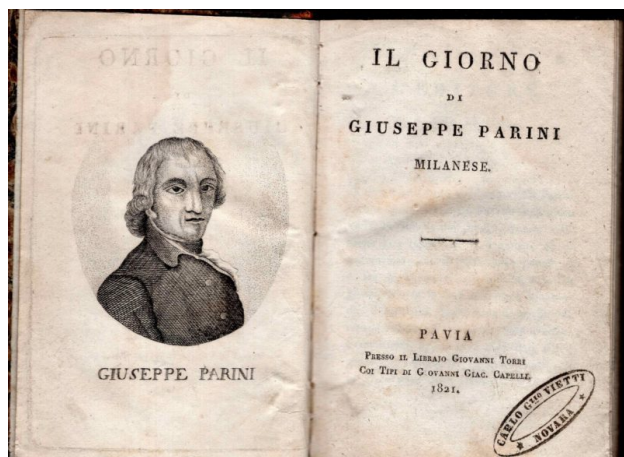 GIUSEPPE PARINI
IL GIORNO
DI
GIUSEPPE PARINI
MILANESE.
PAVIA
PRESSO IL LIBRAJO GIOVANNI TORRI
COI TIPI DI GIOVANNI GIAC. CAPELLI.
1821.
CARLO Gno VIETTI
* NOVARA *